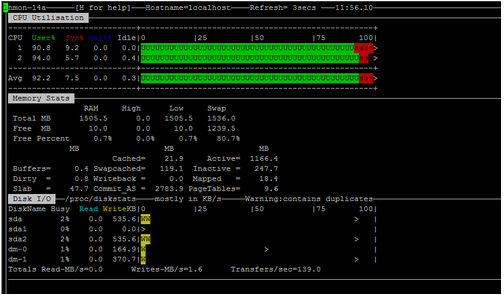 nmon-14a [H for help] Hostname=localhost Refresh= 3secs 11:56.10
CPU Utilisation
CPU User% Sys% Wait% Idle|0 |25 |50 |75 100|
1 90.8 9.2 0.0 0.0|
2 94.0 5.7 0.0 0.4|
Avg 92.2 7.5 0.0 0.3|
Memory Stats
RAM High Low Swap
Total MB 1505.5 0.0 1505.5 1536.0
Free MB 10.0 0.0 10.0 1239.5
Free Percent 0.7% 0.0% 0.7% 80.7%
MB MB MB
Cached= 21.9 Active= 1166.4
Buffers= 0.4 Swapcached= 119.1 Inactive = 247.7
Dirty = 0.8 Writeback = 0.0 Mapped = 18.4
Slab = 47.7 Commit_AS = 2783.9 PageTables= 9.6
Disk I/O /proc/diskstats mostly in KB/s Warning:contains duplicates
DiskName Busy Read WriteKB|0 |25 |50 |75 100|
sda 2% 0.0 535.6|WW > |
sda1 0% 0.0 0.0|> |
sda2 2% 0.0 535.6|WW > |
dm-0 1% 0.0 164.9|W > |
dm-1 1% 0.0 370.7|W > |
Totals Read-MB/s=0.0 Writes-MB/s=1.6 Transfers/sec=139.0